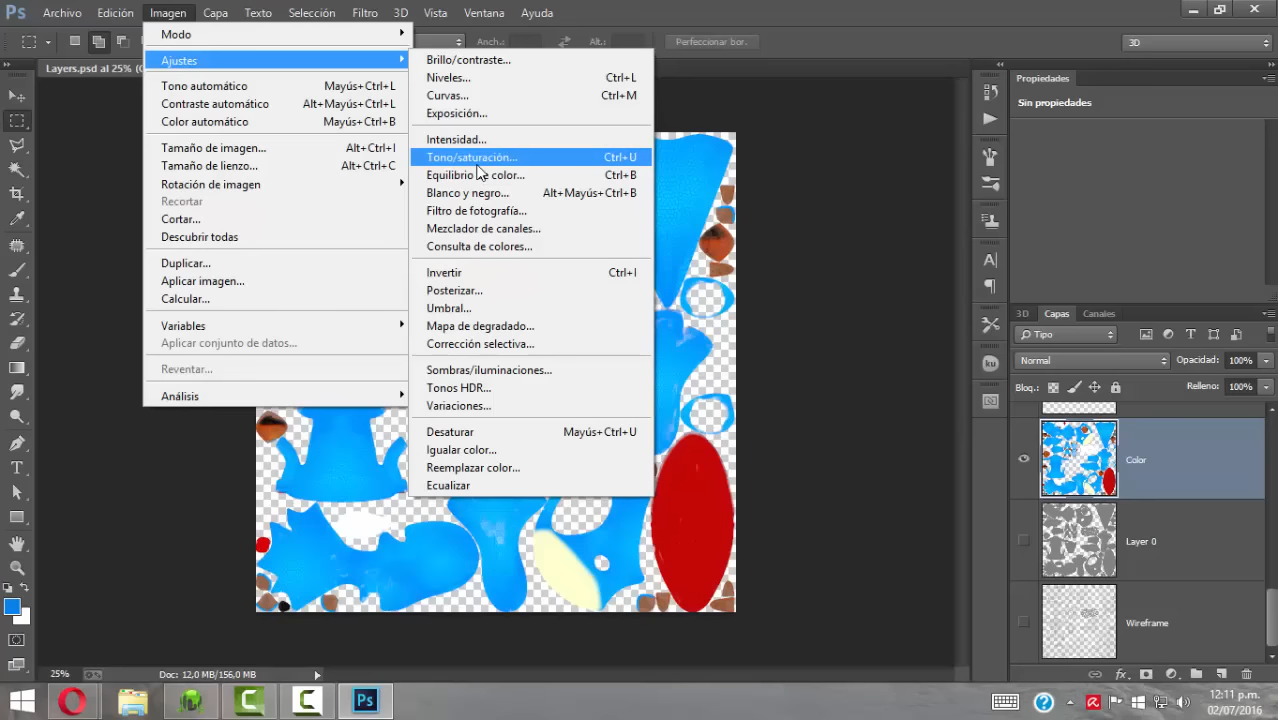 Ps Archivo Edición Imagen Capa Texto Selección Filtro 3D Vista Ventana Ayuda
Anch.: Alt.: Perfeccionar bor. 3D
Layers.psd al 25% (C
Modo
Ajustes
Tono automático Mayús+Ctrl+L
Contraste automático Alt+Mayús+Ctrl+L
Color automático Mayús+Ctrl+B
Tamaño de imagen... Alt+Ctrl+I
Tamaño de lienzo... Alt+Ctrl+C
Rotación de imagen
Recortar
Cortar...
Descubrir todas
Duplicar...
Aplicar imagen...
Calcular...
Variables
Aplicar conjunto de datos...
Reventar...
Análisis
Brillo/contraste...
Niveles... Ctrl+L
Curvas... Ctrl+M
Exposición...
Intensidad...
Tono/saturación... Ctrl+U
Equilibrio de color... Ctrl+B
Blanco y negro... Alt+Mayús+Ctrl+B
Filtro de fotografía...
Mezclador de canales...
Consulta de colores...
Invertir Ctrl+I
Posterizar...
Umbral...
Mapa de degradado...
Corrección selectiva...
Sombras/iluminaciones...
Tonos HDR...
Variaciones...
Desaturar Mayús+Ctrl+U
Igualar color...
Reemplazar color...
Ecualizar
Propiedades
Sin propiedades
A
ku
3D Capas Canales
Tipo
Normal Opacidad: 100%
Bloq.: Relleno: 100%
Color
Layer 0
Wireframe
fx
T
25% Doc: 12,0 MB/156,0 MB
Ps
12:11 p.m.
02/07/2016